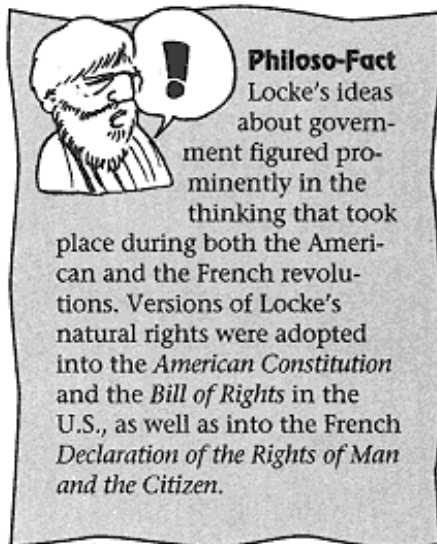 !
Philoso-Fact
Locke's ideas
about govern-
ment figured pro-
minently in the
thinking that took
place during both the Ameri-
can and the French revolu-
tions. Versions of Locke's
natural rights were adopted
into the American Constitution
and the Bill of Rights in the
U.S., as well as into the French
Declaration of the Rights of Man
and the Citizen.